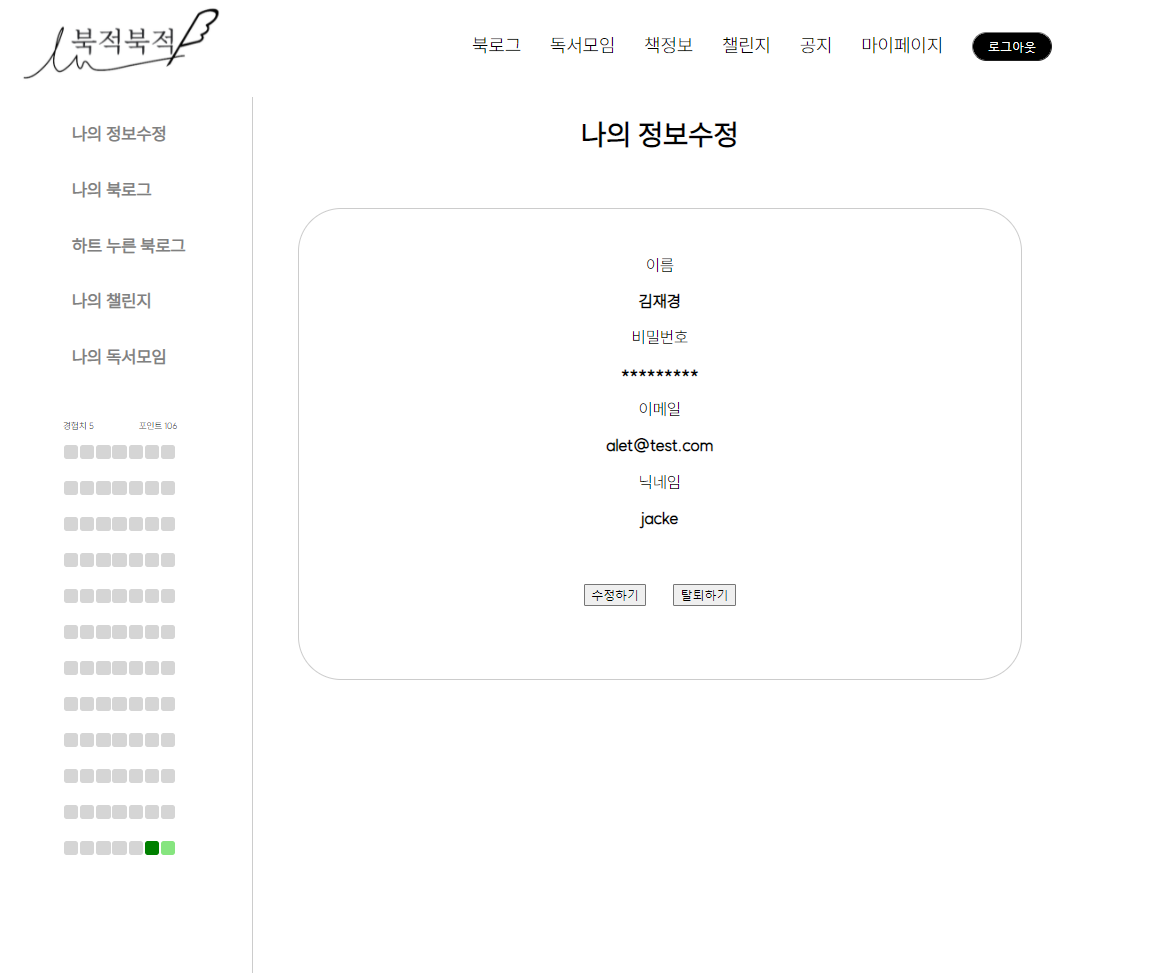 북적북적
북로그 독서모임 책정보 챌린지 공지 마이페이지 로그아웃
나의 정보수정
나의 북로그
하트 누른 북로그
나의 챌린지
나의 독서모임
경험치 5 포인트 106
나의 정보수정
이름
김재경
비밀번호
*********
이메일
alet@test.com
닉네임
jacke
수정하기 탈퇴하기